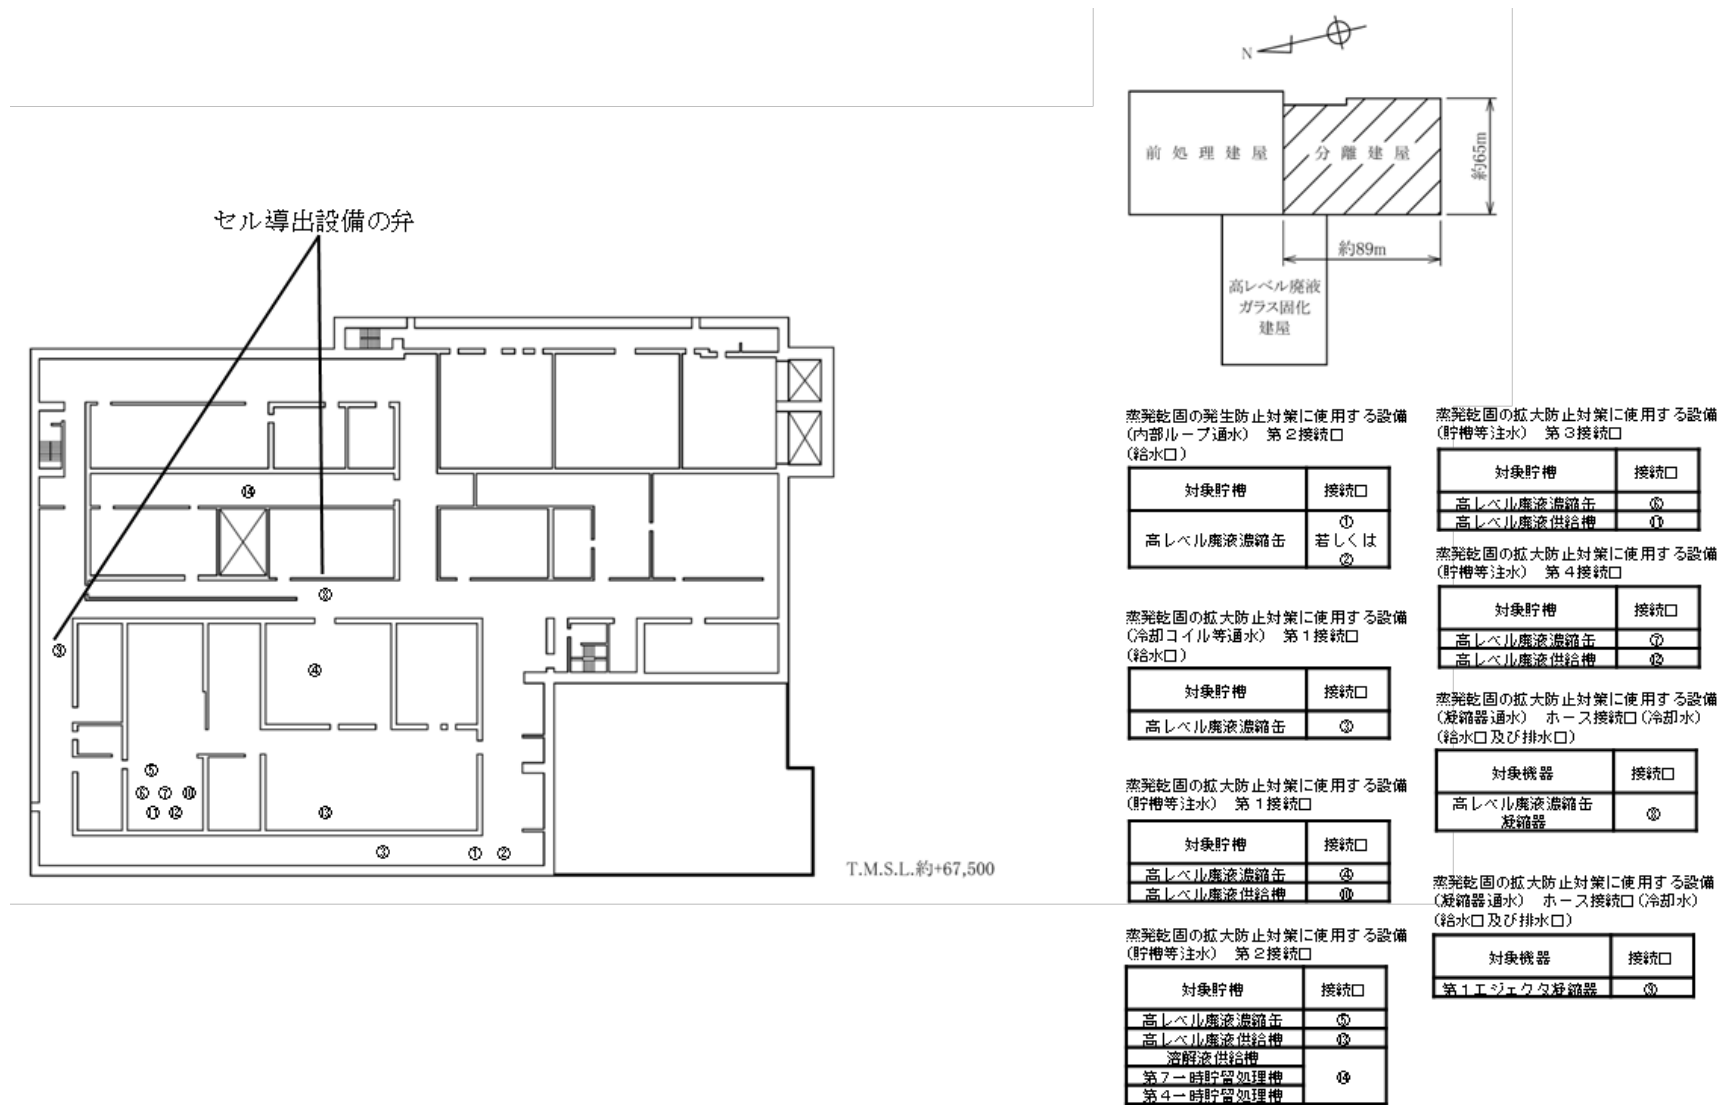 N
前処理建屋
分離建屋
約65m
約89m
高レベル廃液
ガラス固化
建屋
セル導出設備の弁
⑭
④
⑤
⑥ ⑦ ⑩
⑪ ⑫
⑬
③
① ②
T.M.S.L.約+67,500
蒸発乾固の発生防止対策に使用する設備
(内部ループ通水) 第2接続口
(給水口)
対象貯槽 接続口
高レベル廃液濃縮缶 ① 若しくは ②
蒸発乾固の拡大防止対策に使用する設備
(冷却コイル等通水) 第1接続口
(給水口)
対象貯槽 接続口
高レベル廃液濃縮缶 ③
蒸発乾固の拡大防止対策に使用する設備
(貯槽等注水) 第1接続口
対象貯槽 接続口
高レベル廃液濃縮缶 ④
高レベル廃液供給槽 ⑩
蒸発乾固の拡大防止対策に使用する設備
(貯槽等注水) 第2接続口
対象貯槽 接続口
高レベル廃液濃縮缶 ⑤
高レベル廃液供給槽 ⑬
溶解液供給槽
第7一時貯留処理槽 ⑭
第4一時貯留処理槽
蒸発乾固の拡大防止対策に使用する設備
(貯槽等注水) 第3接続口
対象貯槽 接続口
高レベル廃液濃縮缶 ⑥
高レベル廃液供給槽 ⑪
蒸発乾固の拡大防止対策に使用する設備
(貯槽等注水) 第4接続口
対象貯槽 接続口
高レベル廃液濃縮缶 ⑦
高レベル廃液供給槽 ⑫
蒸発乾固の拡大防止対策に使用する設備
(凝縮器通水) ホース接続口(冷却水)
(給水口及び排水口)
対象機器 接続口
高レベル廃液濃縮缶
凝縮器
蒸発乾固の拡大防止対策に使用する設備
(凝縮器通水) ホース接続口(冷却水)
(給水口及び排水口)
対象機器 接続口
第1エジェクタ凝縮器